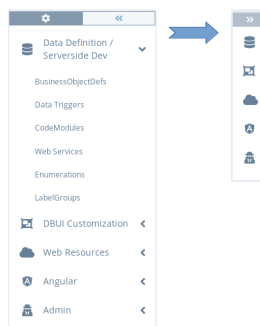 Data Definition /
Serverside Dev
BusinessObjectDefs
Data Triggers
CodeModules
Web Services
Enumerations
LabelGroups
DBUI Customization
Web Resources
Angular
Admin